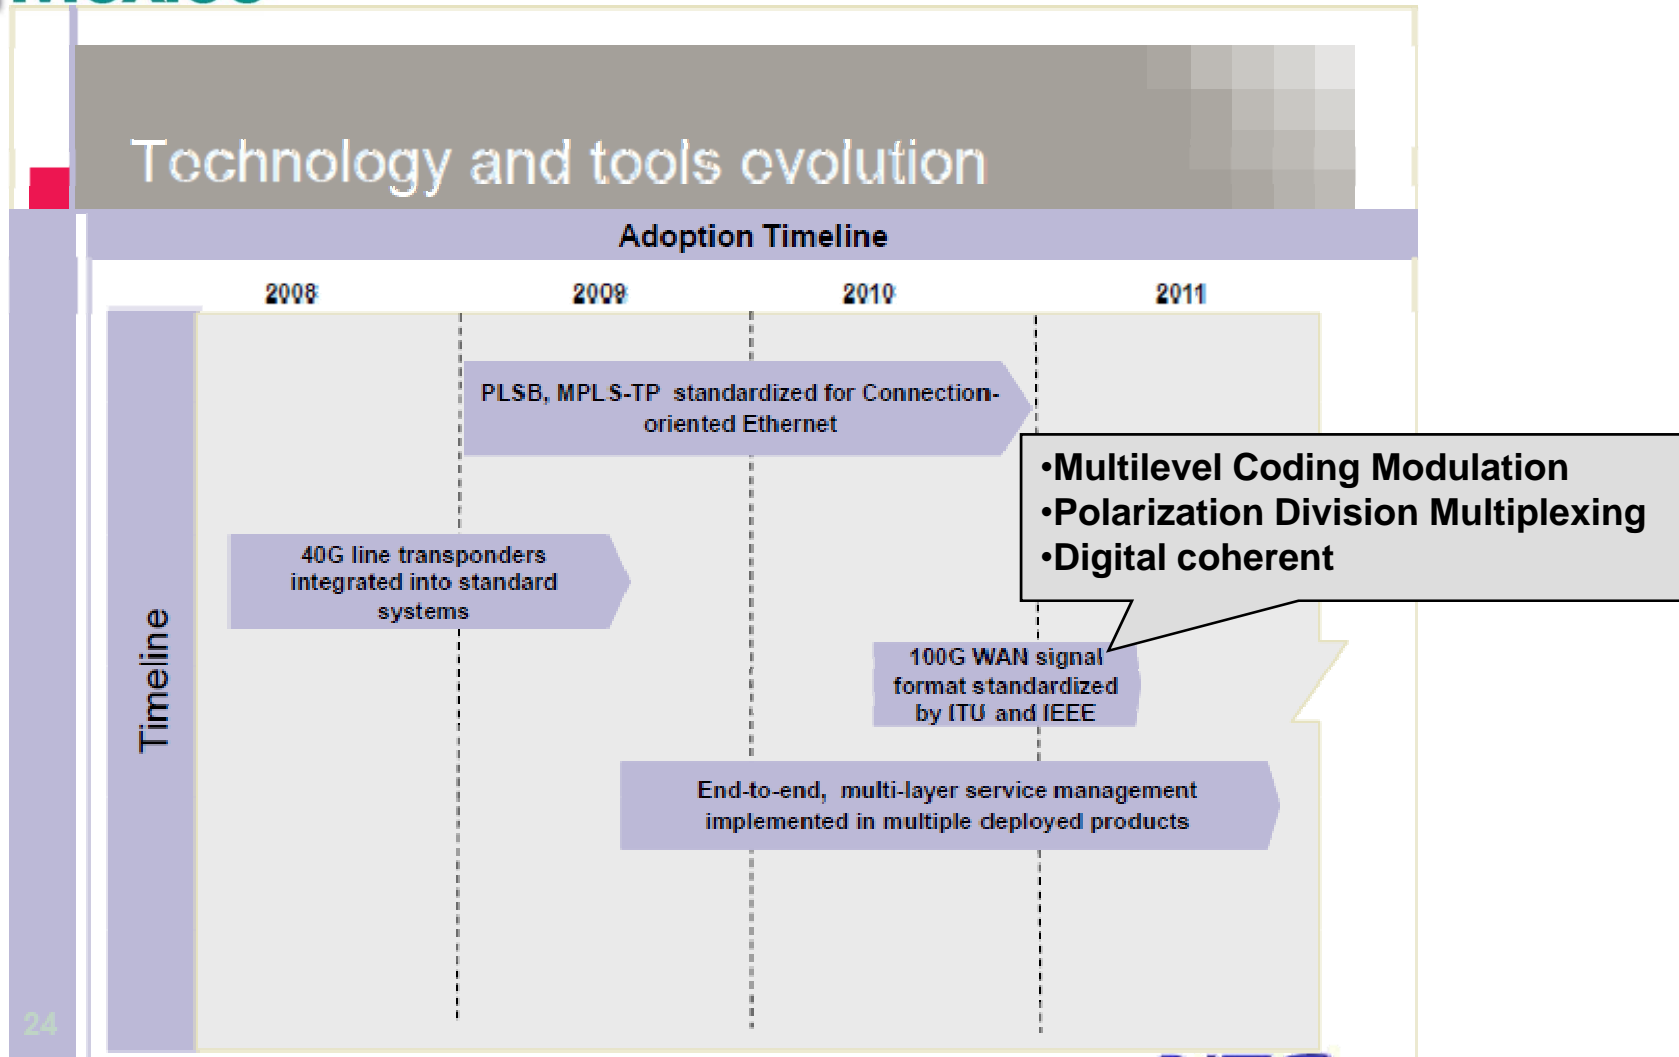 Technology and tools evolution
Adoption Timeline
2008 2009 2010 2011
PLSB, MPLS-TP standardized for Connection-
oriented Ethernet
•Multilevel Coding Modulation
•Polarization Division Multiplexing
•Digital coherent
40G line transponders
integrated into standard
systems
100G WAN signal
format standardized
by ITU and IEEE
Timeline
End-to-end, multi-layer service management
implemented in multiple deployed products
24